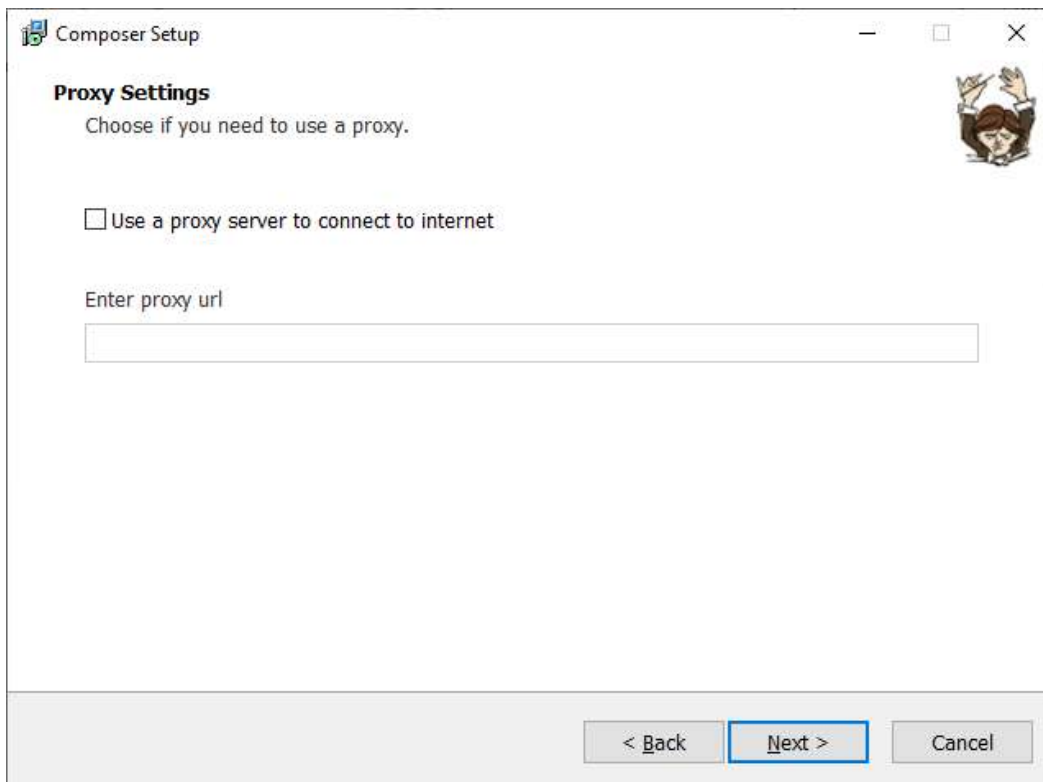 Composer Setup
Proxy Settings
Choose if you need to use a proxy.
Use a proxy server to connect to internet
Enter proxy url
< Back
Next >
Cancel